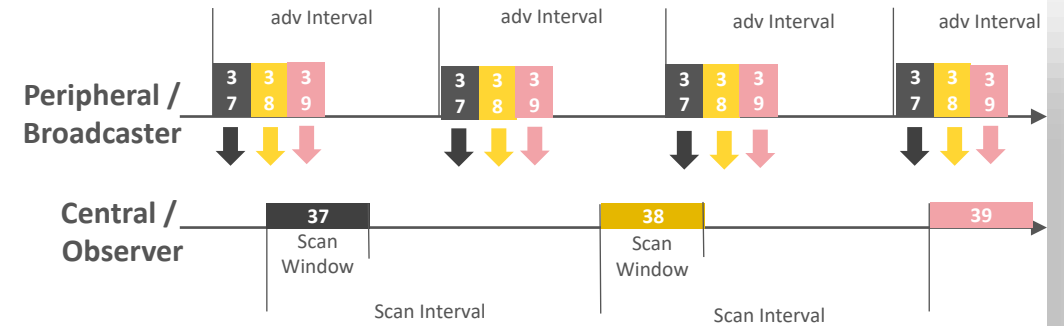 adv Interval adv Interval adv Interval adv Interval
3 3 3 3 3 3 3 3 3 3 3 3
7 8 9 7 8 9 7 8 9 7 8 9
Peripheral /
Broadcaster
Central /
Observer
37 38 39
Scan Scan
Window Window
Scan Interval Scan Interval